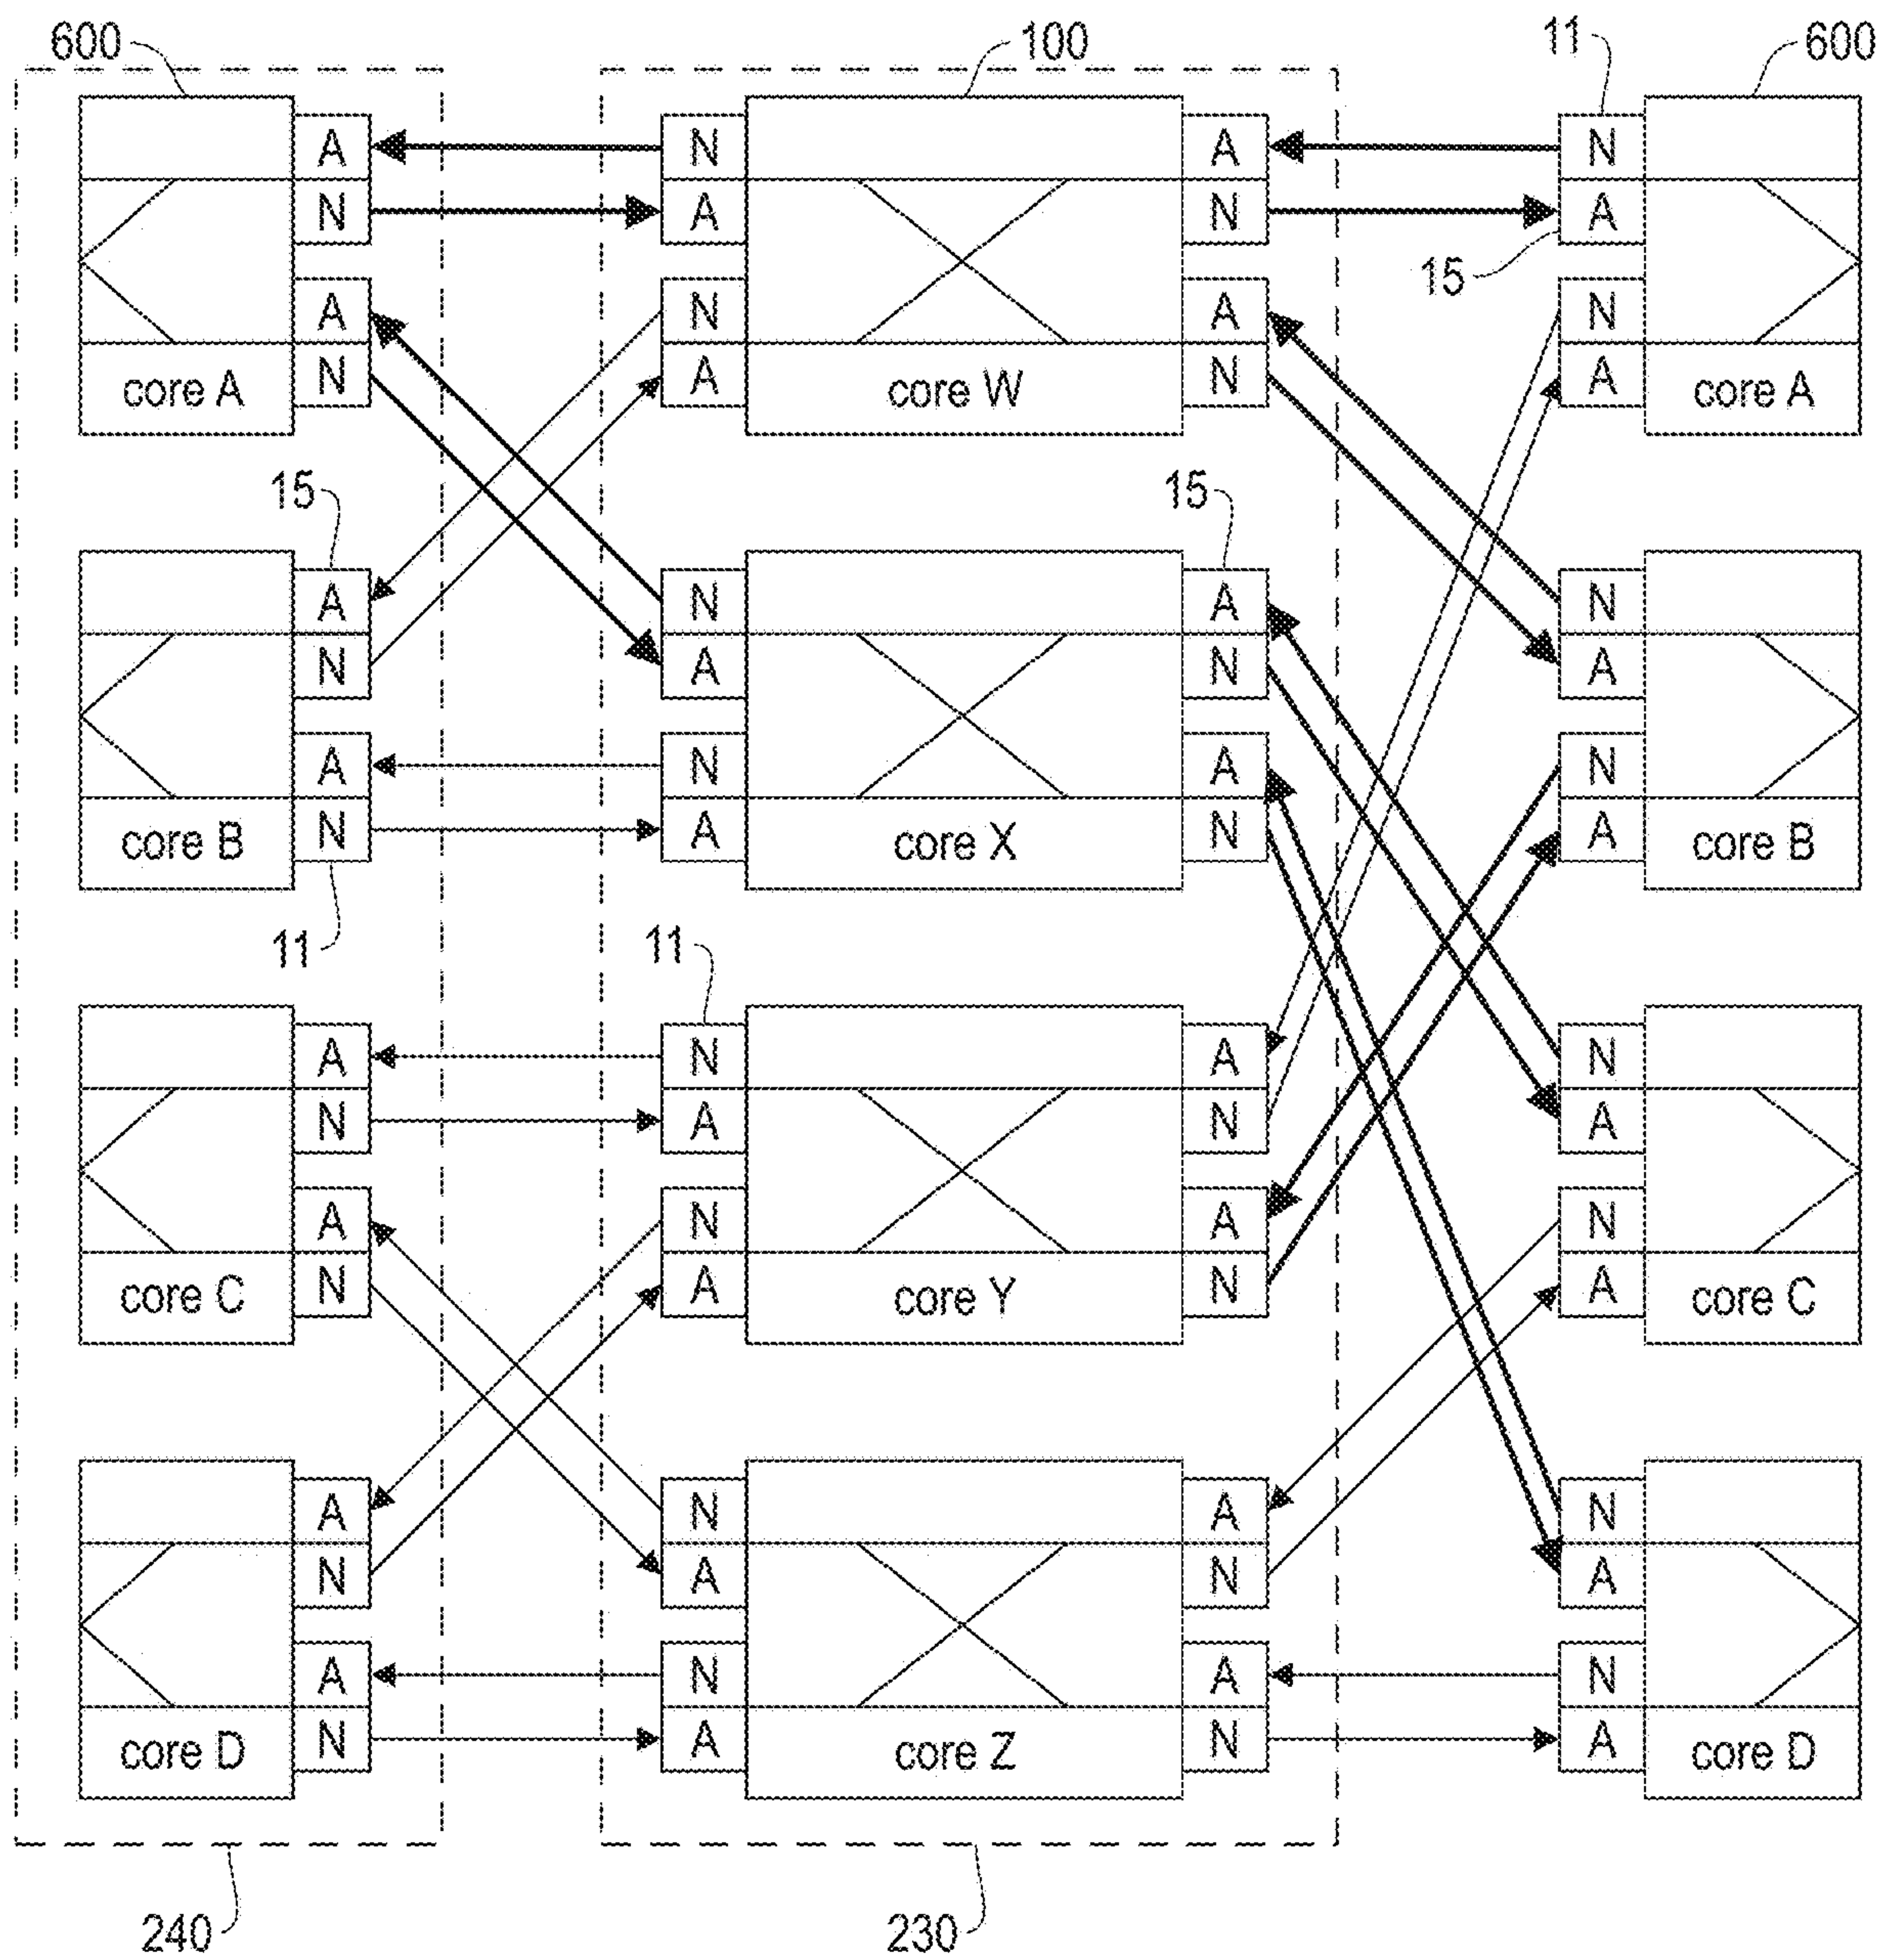 600 100 11 600
A N A N
N A N A
15
A N A N
core A N A core W N A core A
15 15
A N A N
N A N A
A N A N
core B N A core X N A core B
11 11
A N A N
N A N A
A N A N
core C N A core Y N A core C
A N A N
N A N A
A N A N
core D N A core Z N A core D
240 230